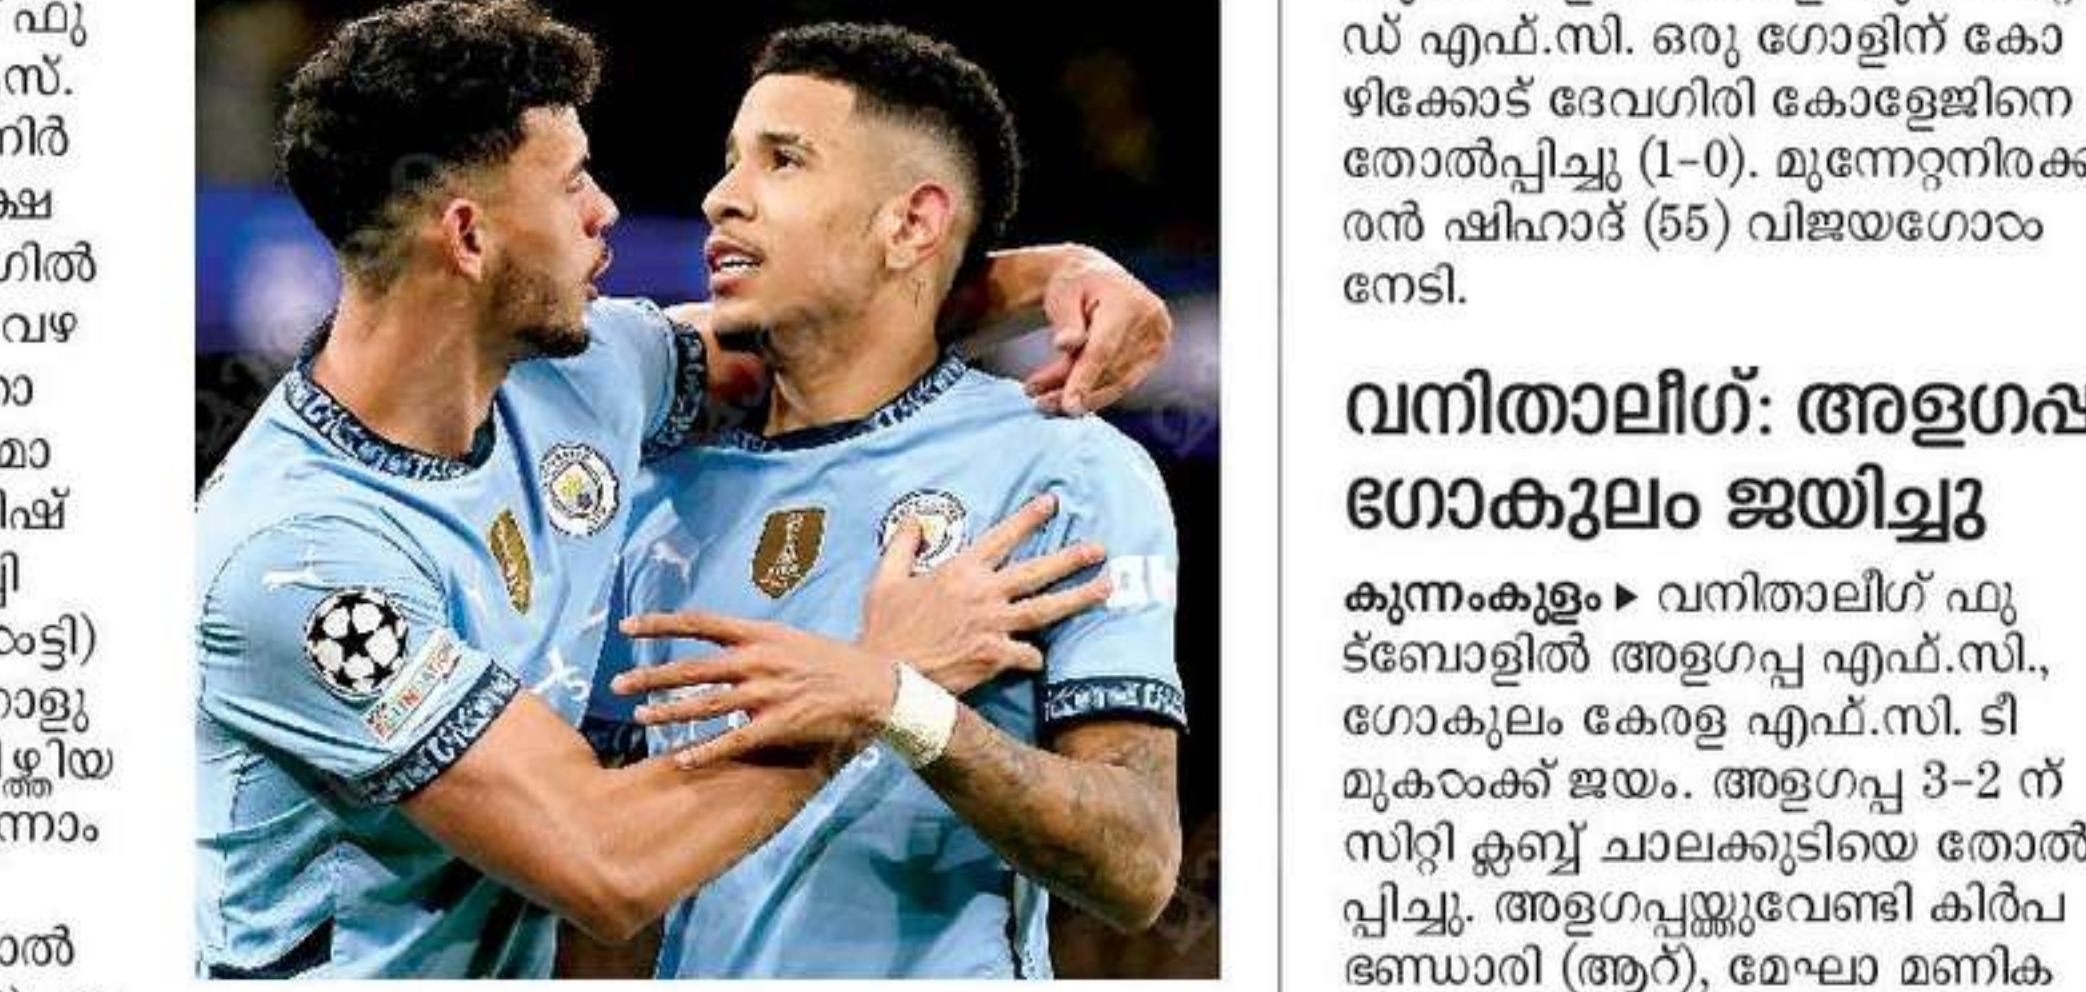 ഫു
സ്.
നിർ
ക്ഷ
ഗിൽ
വഴ
മാ
ിഷ്
ംട്ടി)
ാളു
ഴ്ത്തിയ
ന്നാം
ാൽ
ഡ് എഫ്.സി. ഒരു ഗോളിന് കോ
ഴിക്കോട് ദേവഗിരി കോളേജിനെ
തോൽപ്പിച്ചു (1-0). മുന്നേറ്റനിരക്ക
രൻ ഷിഹാദ് (55) വിജയഗോൾ
നേടി.
വനിതാലീഗ്: അളഗപ്പ
ഗോകുലം ജയിച്ചു
കുന്നംകുളം ▸ വനിതാലീഗ് ഫു
ട്ബോളിൽ അളഗപ്പ എഫ്.സി.,
ഗോകുലം കേരള എഫ്.സി. ടീ
മുകൾക്ക് ജയം. അളഗപ്പ 3-2 ന്
സിറ്റി ക്ലബ്ബ് ചാലക്കുടിയെ തോൽ
പ്പിച്ചു. അളഗപ്പയ്ക്കുവേണ്ടി കിർപ
ഭണ്ഡാരി (ആറ്), മേഘാ മണിക